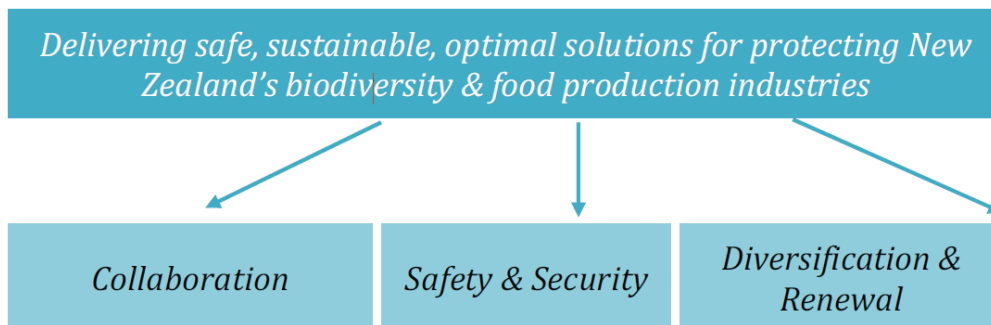 Delivering safe, sustainable, optimal solutions for protecting New
Zealand's biodiversity & food production industries
Collaboration
Safety & Security
Diversification &
Renewal